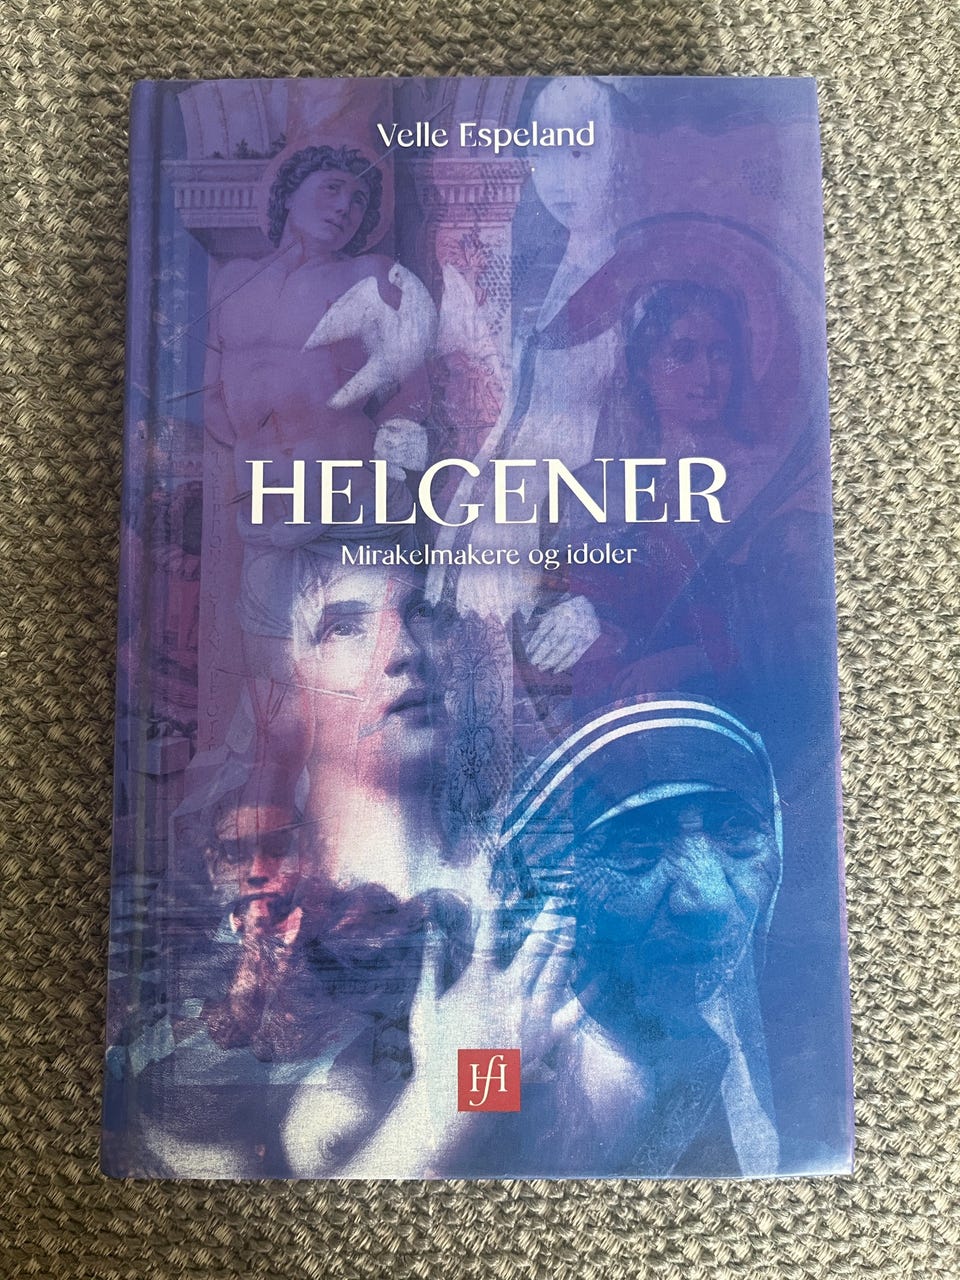 Velle Espeland
HELGENER
Mirakelmakere og idoler